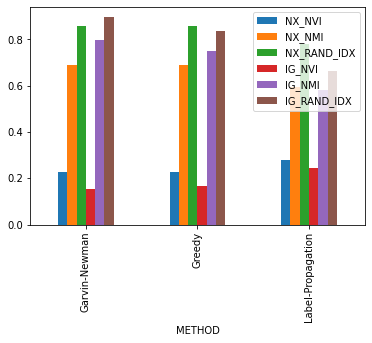 NX_NVI
NX_NMI
NX_RAND_IDX
IG_NVI
IG_NMI
IG_RAND_IDX
0.8
0.6
0.4
0.2
0.0
Garvin-Newman
Greedy
Label-Propagation
METHOD